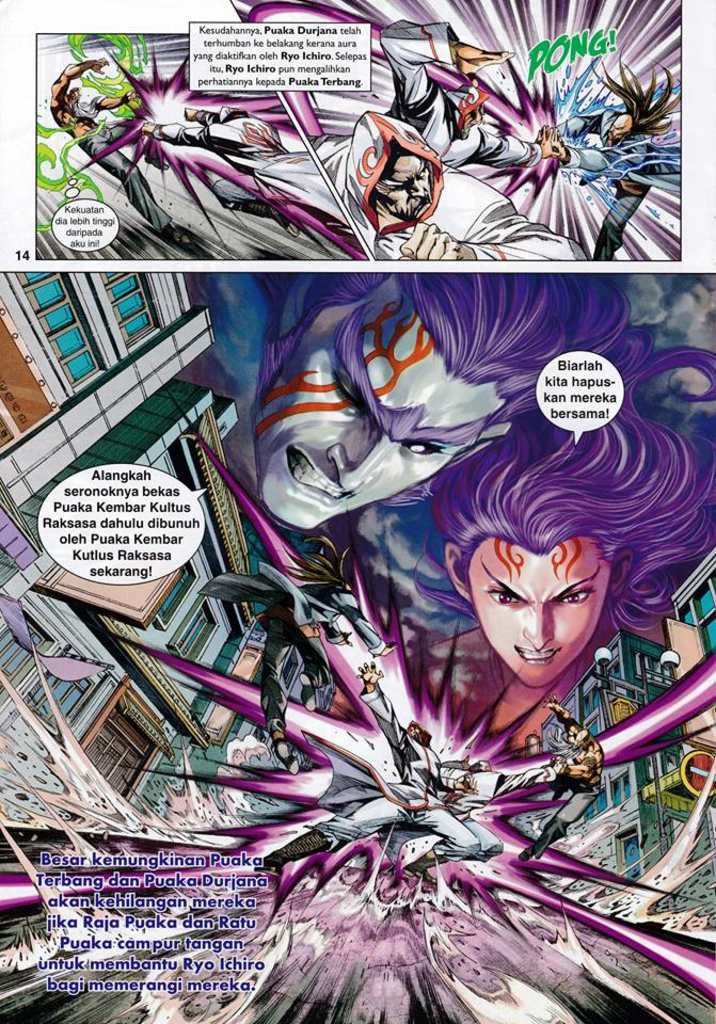 Kesudahannya, Puaka Durjana telah
terhumban ke belakang kerana aura
yang diaktifkan oleh Ryo Ichiro. Selepas
itu, Ryo Ichiro pun mengalihkan
perhatiannya kepada Puaka Terbang.
PONG!
Kekuatan
dia lebih tinggi
daripada
aku ini!
14
Biarlah
kita hapus-
kan mereka
bersama!
Alangkah
seronoknya bekas
Puaka Kembar Kultus
Raksasa dahulu dibunuh
oleh Puaka Kembar
Kutlus Raksasa
sekarang!
Besar kemungkinan Puaka
Terbang dan Puaka Durjana
akan kehilangan mereka
jika Raja Puaka dan Ratu
Puaka campur tangan
untuk membantu Ryo Ichiro
bagi memerangi mereka.